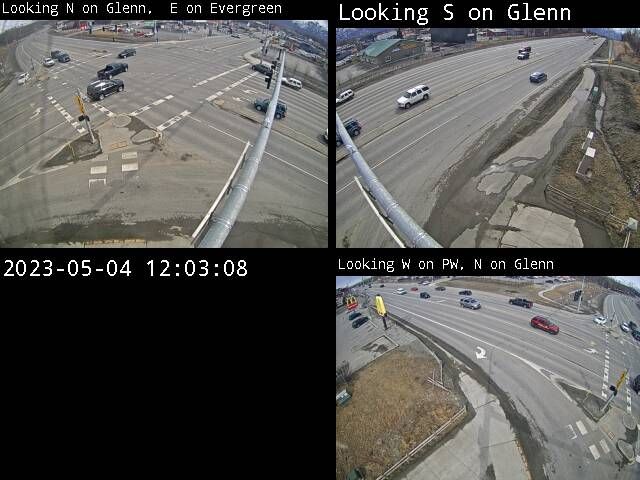 Looking N on Glenn, E on Evergreen
Looking S on Glenn
2023-05-04 12:03:08
Looking W on PW, N on Glenn